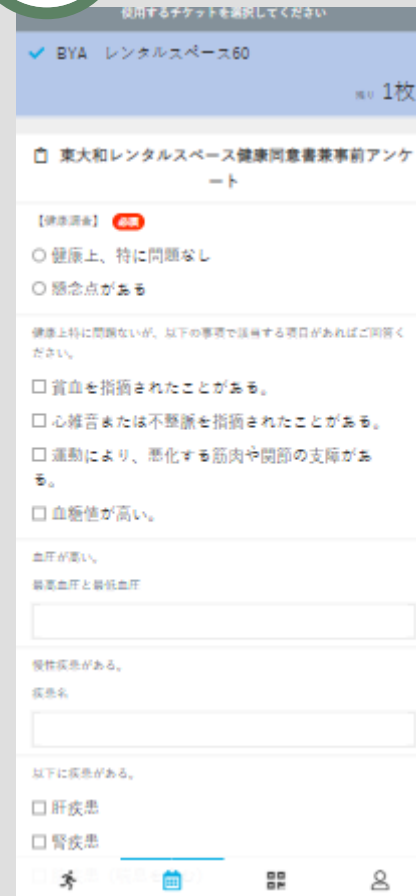 使用するチケットを選択してください
BYA レンタルスペース60
残り 1枚
東大和レンタルスペース健康同意書兼事前アンケ
ート
【健康調査】 必須
健康上、特に問題なし
懸念点がある
健康上特に問題ないが、以下の事項で該当する項目があればご回答く
ださい。
貧血を指摘されたことがある。
心雑音または不整脈を指摘されたことがある。
運動により、悪化する筋肉や関節の支障があ
る。
血糖値が高い。
血圧が高い。
最高血圧と最低血圧
慢性疾患がある。
疾患名
以下に疾患がある。
肝疾患
腎疾患